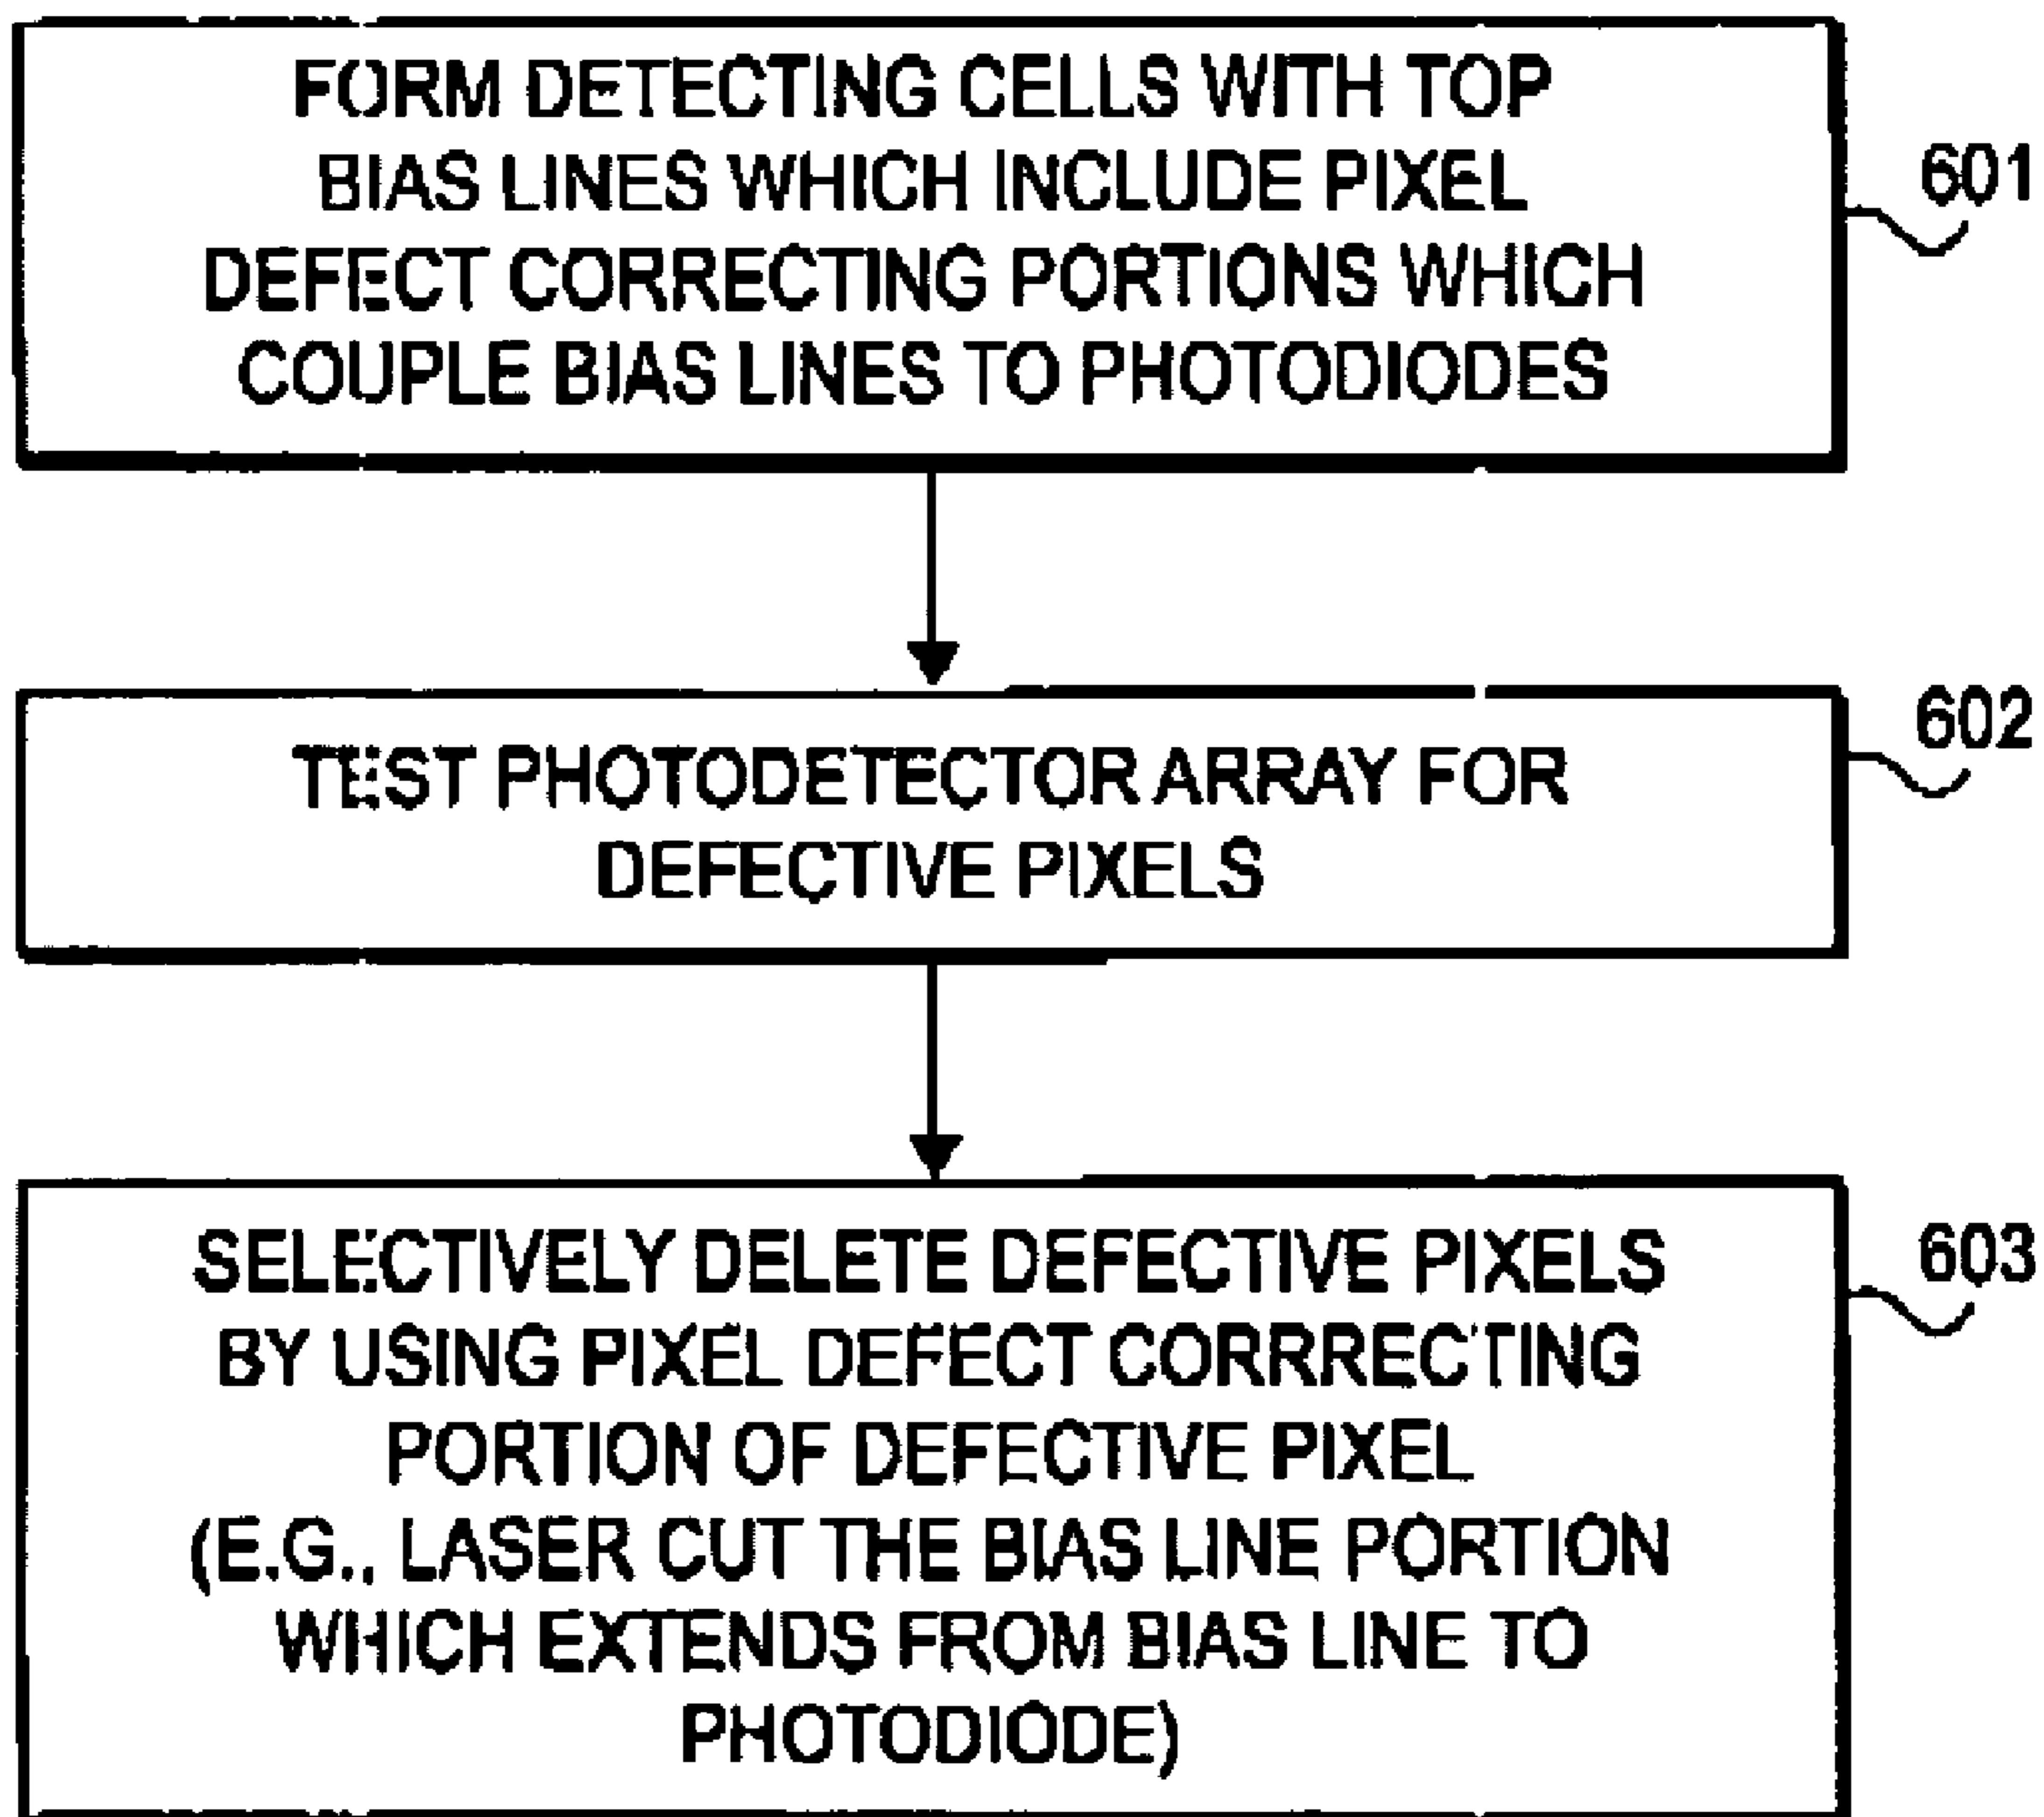 FORM DETECTING CELLS WITH TOP
BIAS LINES WHICH INCLUDE PIXEL
DEFECT CORRECTING PORTIONS WHICH
COUPLE BIAS LINES TO PHOTODIODES
601
TEST PHOTODETECTOR ARRAY FOR
DEFECTIVE PIXELS
602
SELECTIVELY DELETE DEFECTIVE PIXELS
BY USING PIXEL DEFECT CORRRECTING
PORTION OF DEFECTIVE PIXEL
(E.G., LASER CUT THE BIAS LINE PORTION
WHICH EXTENDS FROM BIAS LINE TO
PHOTODIODE)
603